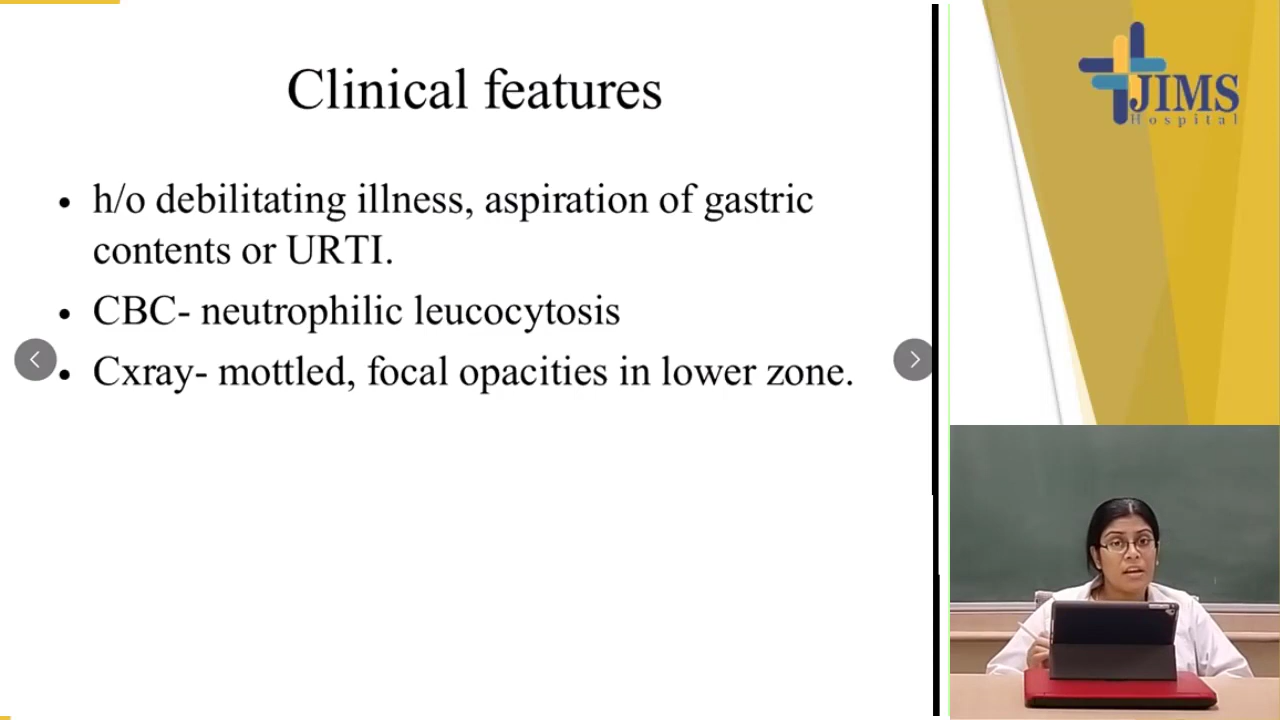 Clinical features
• h/o debilitating illness, aspiration of gastric
contents or URTI.
• CBC- neutrophilic leucocytosis
• Cxray- mottled, focal opacities in lower zone.
JIMS
Hospital